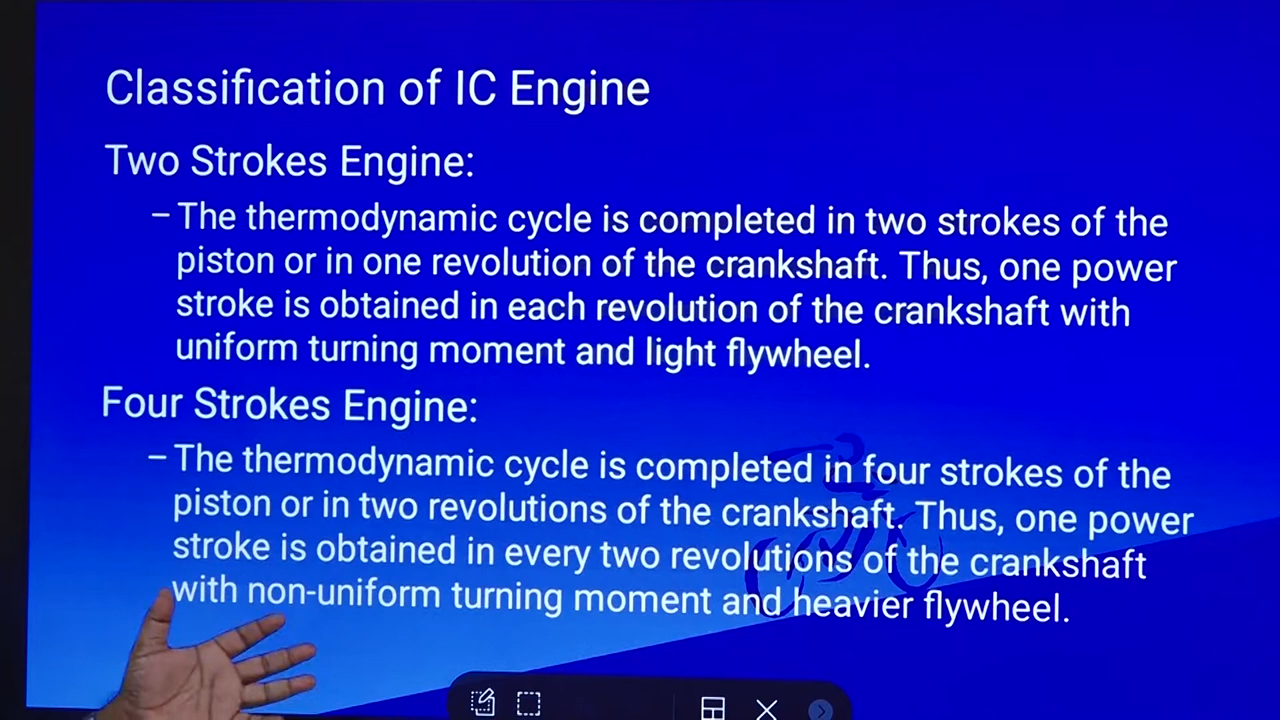 Classification of IC Engine
Two Strokes Engine:
– The thermodynamic cycle is completed in two strokes of the
piston or in one revolution of the crankshaft. Thus, one power
stroke is obtained in each revolution of the crankshaft with
uniform turning moment and light flywheel.
Four Strokes Engine:
– The thermodynamic cycle is completed in four strokes of the
piston or in two revolutions of the crankshaft. Thus, one power
stroke is obtained in every two revolutions of the crankshaft
with non-uniform turning moment and heavier flywheel.